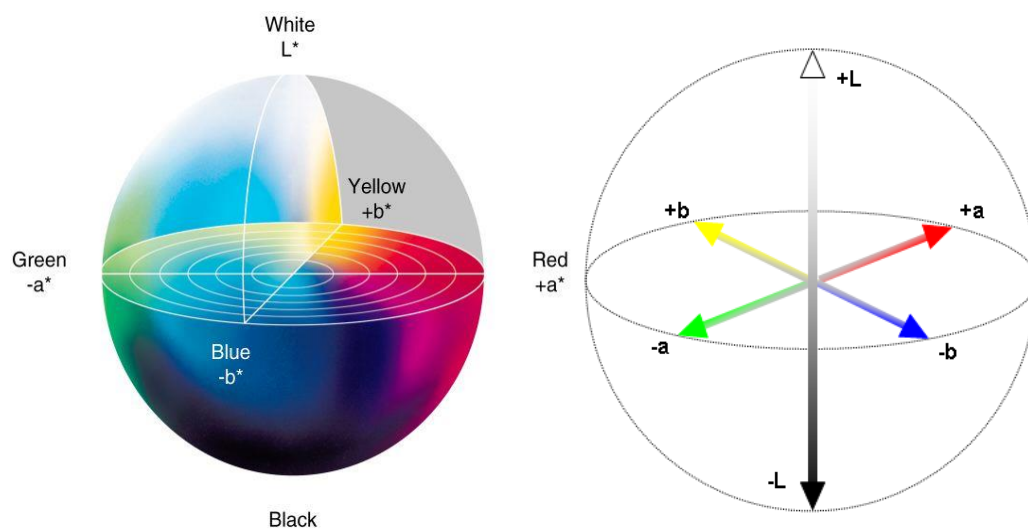 White
L*
Yellow
+b*
Green
-a*
Red
+a*
Blue
-b*
Black
+L
+b
+a
-a
-b
-L